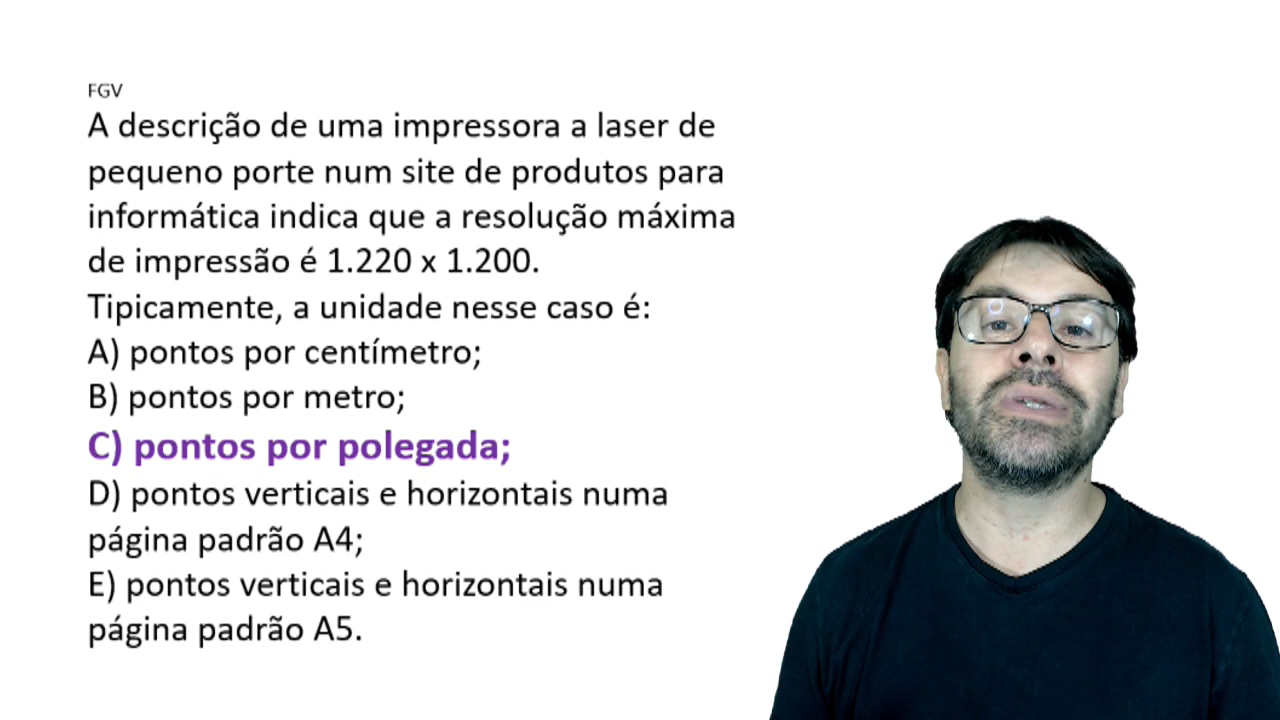 FGV
A descrição de uma impressora a laser de
pequeno porte num site de produtos para
informática indica que a resolução máxima
de impressão é 1.220 x 1.200.
Tipicamente, a unidade nesse caso é:
A) pontos por centímetro;
B) pontos por metro;
C) pontos por polegada;
D) pontos verticais e horizontais numa
página padrão A4;
E) pontos verticais e horizontais numa
página padrão A5.